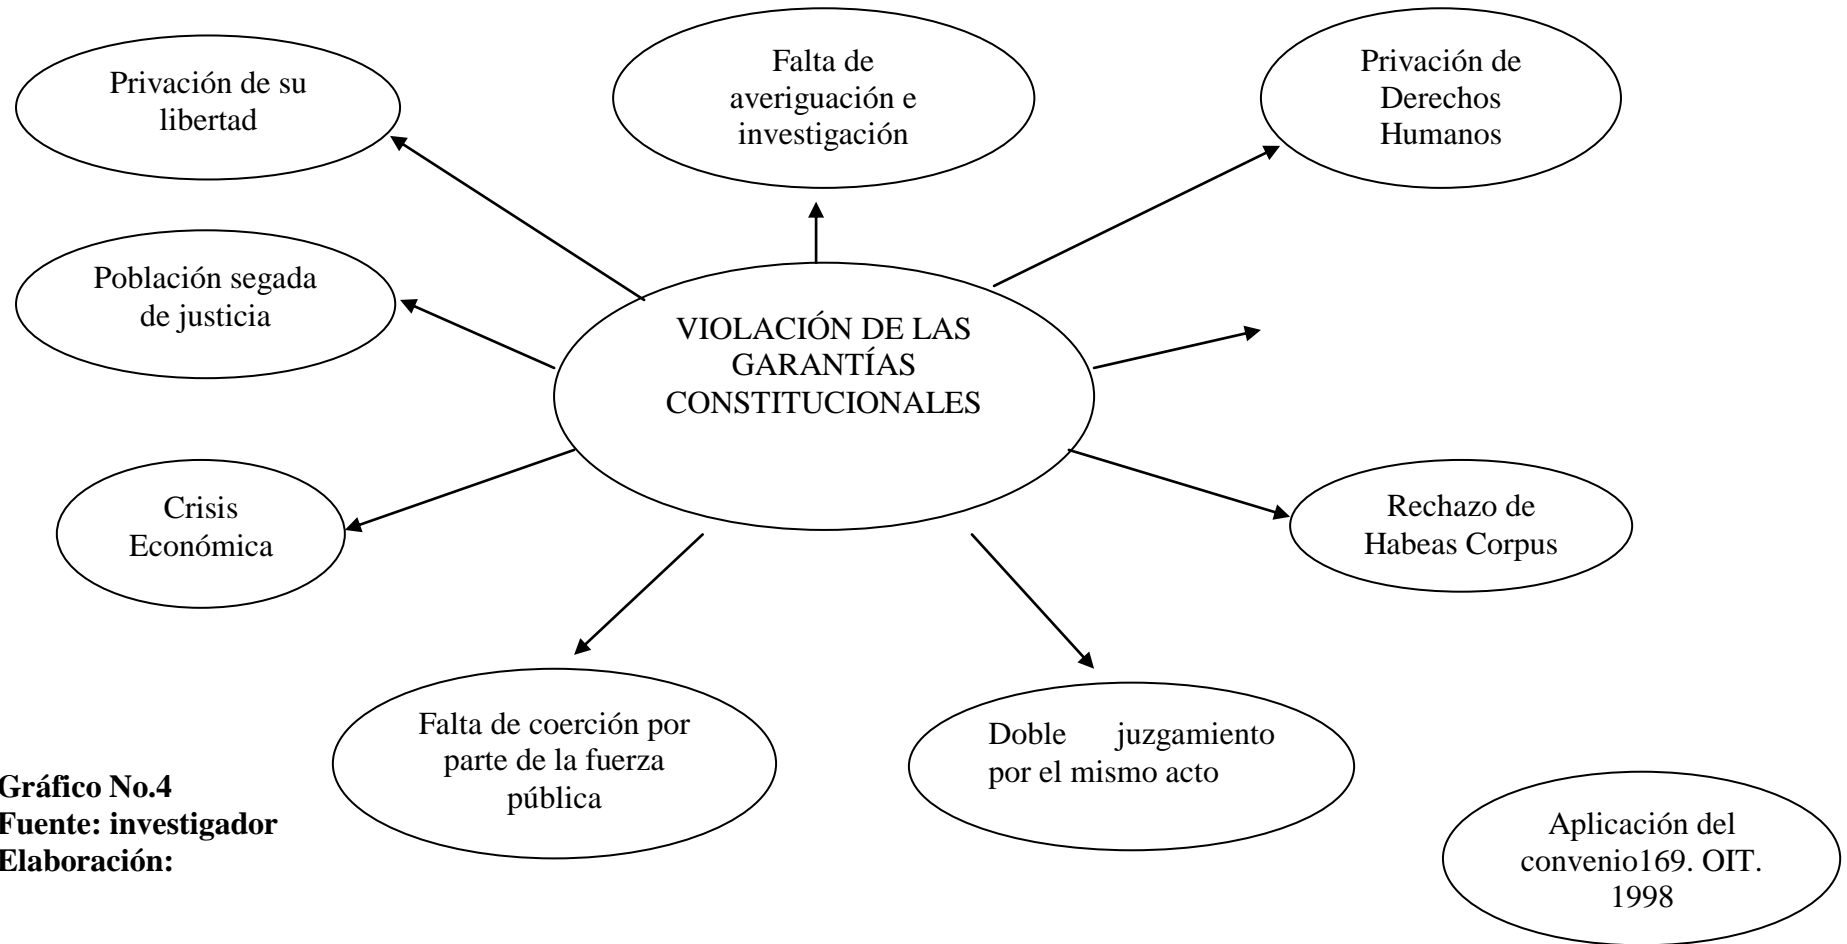 Privación de su
libertad
Falta de
averiguación e
investigación
Privación de
Derechos
Humanos
Población segada
de justicia
VIOLACIÓN DE LAS
GARANTÍAS
CONSTITUCIONALES
Crisis
Económica
Rechazo de
Habeas Corpus
Falta de coerción por
parte de la fuerza
pública
Doble juzgamiento
por el mismo acto
Gráfico No.4
Fuente: investigador
Elaboración:
Aplicación del
convenio169. OIT.
1998